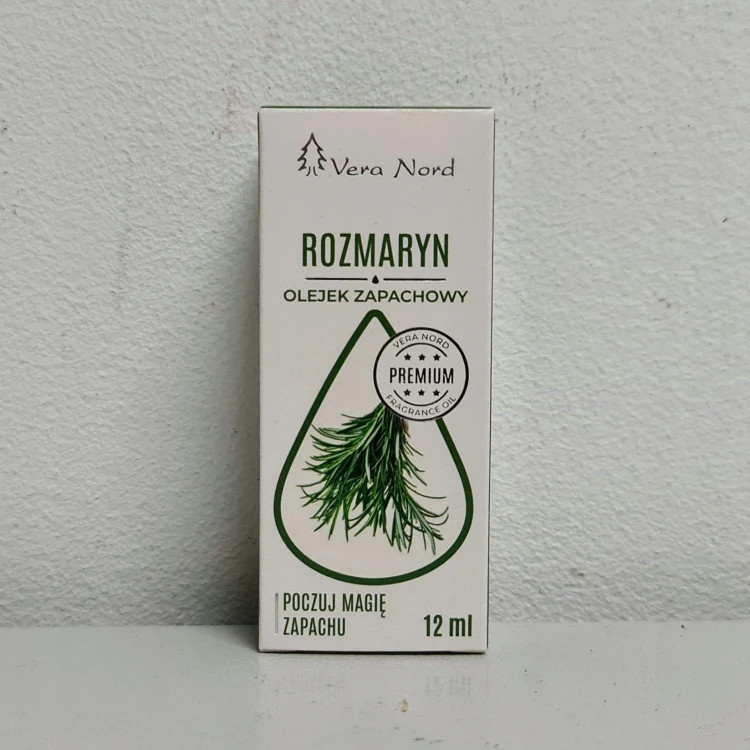 Vera Nord
ROZMARYN
OLEJEK ZAPACHOWY
VERA NORD
PREMIUM
FRAGRANCE OIL
POCZUJ MAGIĘ
ZAPACHU
12 ml